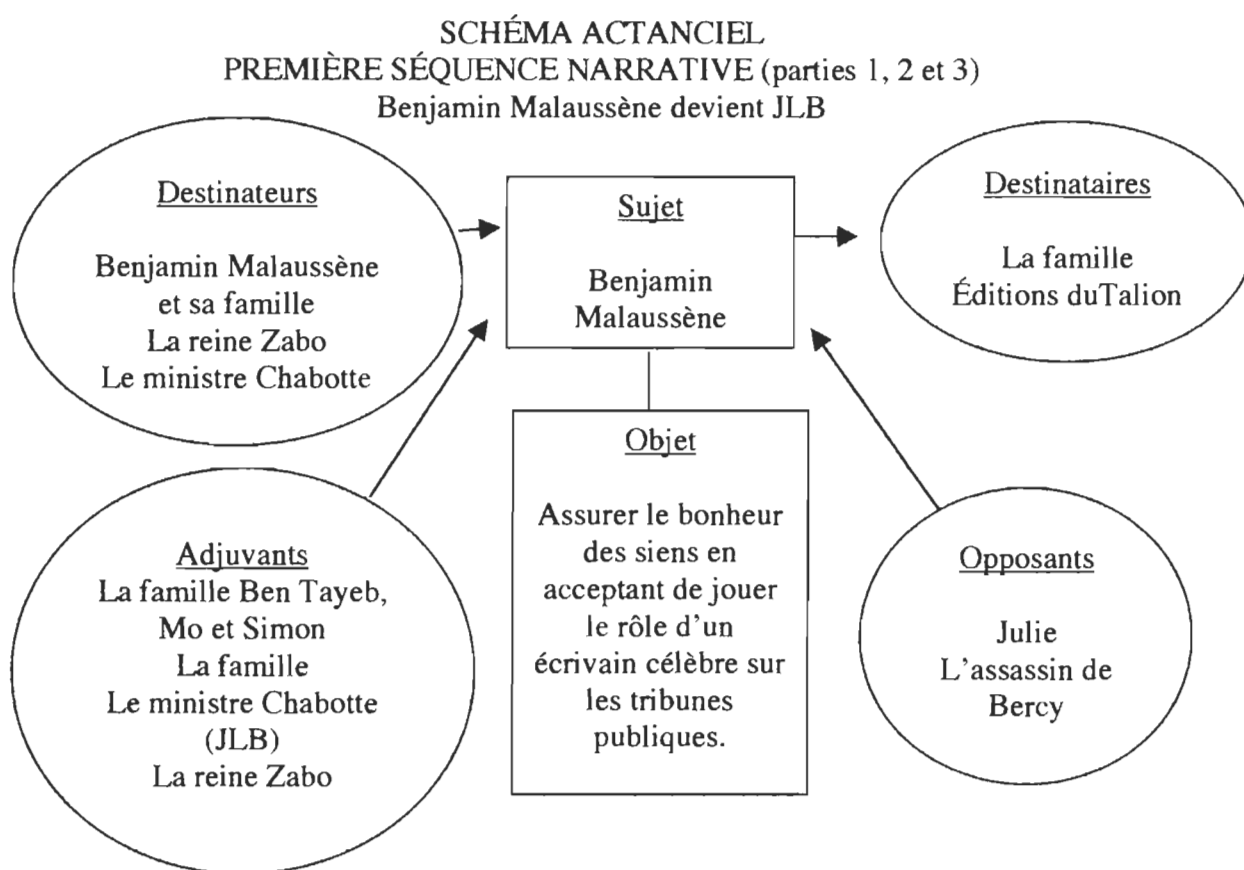 SCHÉMA ACTANCIEL
PREMIÈRE SÉQUENCE NARRATIVE (parties 1, 2 et 3)
Benjamin Malaussène devient JLB
Destinateurs
Benjamin Malaussène
et sa famille
La reine Zabo
Le ministre Chabotte
Sujet
Benjamin
Malaussène
Destinataires
La famille
Éditions duTalion
Adjuvants
La famille Ben Tayeb,
Mo et Simon
La famille
Le ministre Chabotte
(JLB)
La reine Zabo
Objet
Assurer le bonheur
des siens en
acceptant de jouer
le rôle d'un
écrivain célèbre sur
les tribunes
publiques.
Opposants
Julie
L'assassin de
Bercy